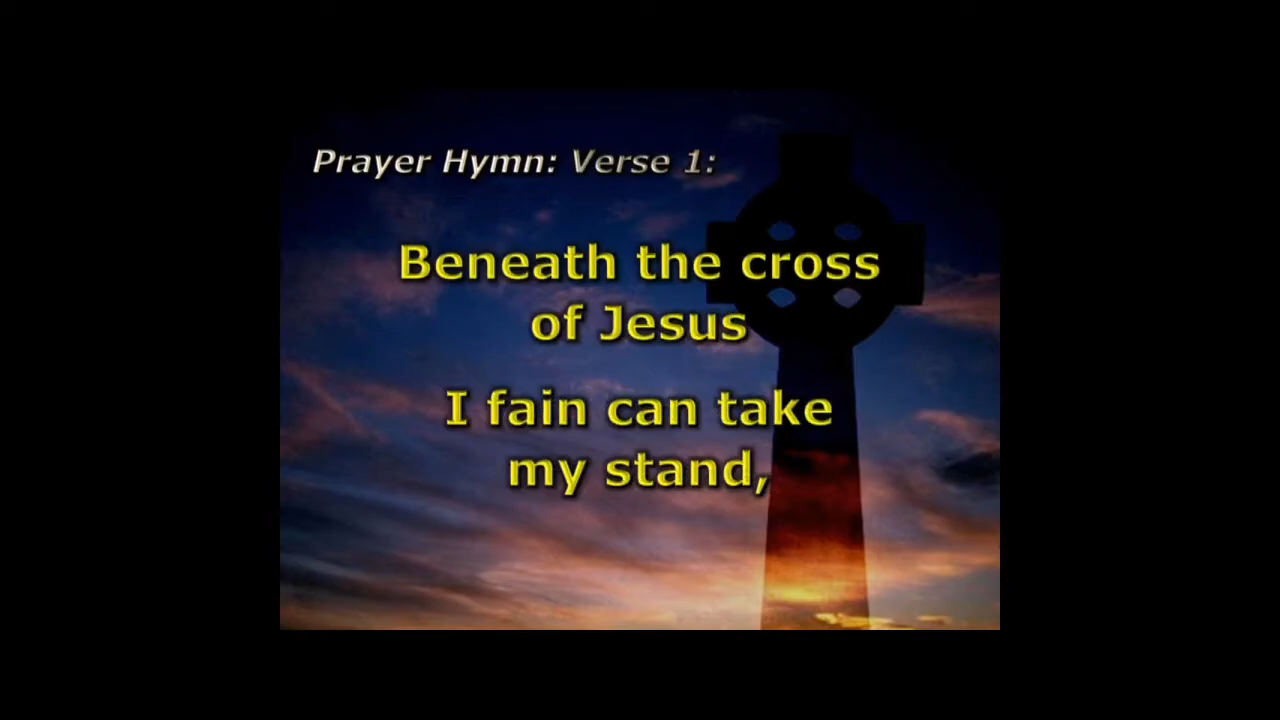 Prayer Hymn: Verse 1:
Beneath the cross
of Jesus
I fain can take
my stand,